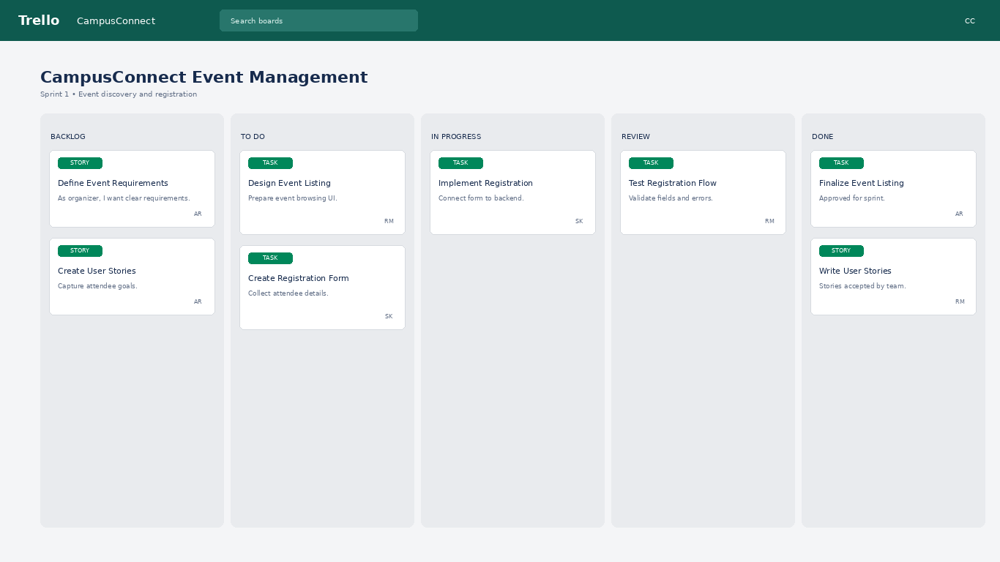 Trello CampusConnect Search boards CC
CampusConnect Event Management
Sprint 1 • Event discovery and registration
BACKLOG
STORY
Define Event Requirements
As organizer, I want clear requirements.
AR
STORY
Create User Stories
Capture attendee goals.
AR
TO DO
TASK
Design Event Listing
Prepare event browsing UI.
RM
TASK
Create Registration Form
Collect attendee details.
SK
IN PROGRESS
TASK
Implement Registration
Connect form to backend.
SK
REVIEW
TASK
Test Registration Flow
Validate fields and errors.
RM
DONE
TASK
Finalize Event Listing
Approved for sprint.
AR
STORY
Write User Stories
Stories accepted by team.
RM